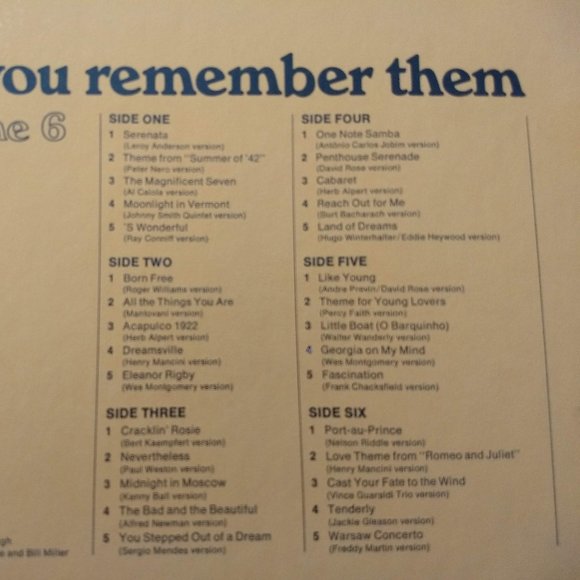 you remember them
ne 6
SIDE ONE
1 Serenata
(Leroy Anderson version)
2 Theme from "Summer of '42"
(Peter Nero version)
3 The Magnificent Seven
(Al Caiola version)
4 Moonlight in Vermont
(Johnny Smith Quintet version)
5 'S Wonderful
(Ray Conniff version)
SIDE TWO
1 Born Free
(Roger Williams version)
2 All the Things You Are
(Mantovani version)
3 Acapulco 1922
(Herb Alpert version)
4 Dreamsville
(Henry Mancini version)
5 Eleanor Rigby
(Wes Montgomery version)
SIDE THREE
1 Cracklin' Rosie
(Bert Kaempfert version)
2 Nevertheless
(Paul Weston version)
3 Midnight in Moscow
(Kenny Ball version)
4 The Bad and the Beautiful
(Alfred Newman version)
5 You Stepped Out of a Dream
(Sergio Mendes version)
SIDE FOUR
1 One Note Samba
(Antônio Carlos Jobim version)
2 Penthouse Serenade
(David Rose version)
3 Cabaret
(Herb Alpert version)
4 Reach Out for Me
(Burt Bacharach version)
5 Land of Dreams
(Hugo Winterhalter/Eddie Heywood version)
SIDE FIVE
1 Like Young
(Andre Previn/David Rose version)
2 Theme for Young Lovers
(Percy Faith version)
3 Little Boat (O Barquinho)
(Walter Wanderly version)
4 Georgia on My Mind
(Wes Montgomery version)
5 Fascination
(Frank Chacksfield version)
SIDE SIX
1 Port-au-Prince
(Nelson Riddle version)
2 Love Theme from "Romeo and Juliet"
(Henry Mancini version)
3 Cast Your Fate to the Wind
(Vince Guaraldi Trio version)
4 Tenderly
(Jackie Gleason version)
5 Warsaw Concerto
(Freddy Martin version)
gh
e and Bill Miller